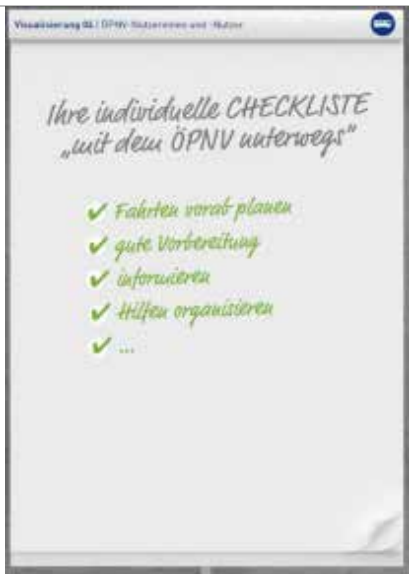 Visualisierung 04 | ÖPNV-Nutzerinnen und -Nutzer
Ihre individuelle CHECKLISTE
„mit dem ÖPNV unterwegs“
✔ Fahrten vorab planen
✔ gute Vorbereitung
✔ informieren
✔ Hilfen organisieren
✔ ...